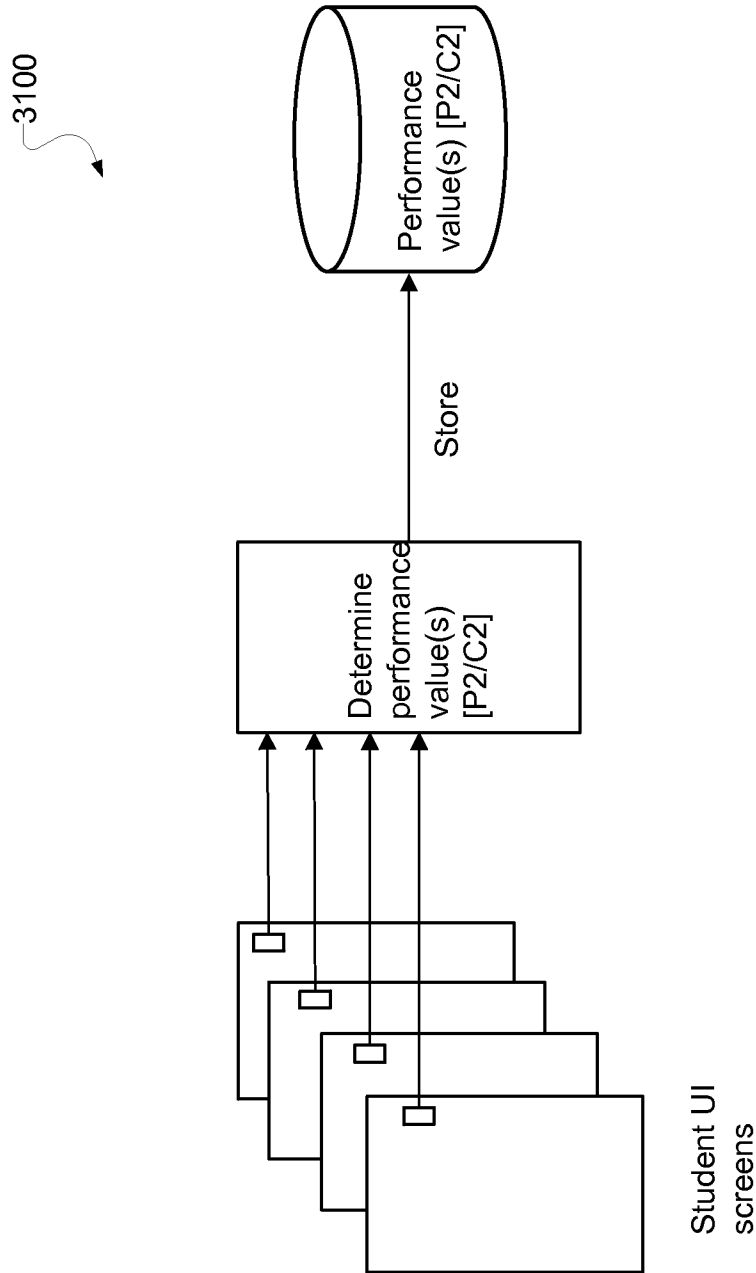 3100
Student UI
screens
Determine
performance
value(s)
[P2/C2]
Store
Performance
value(s) [P2/C2]